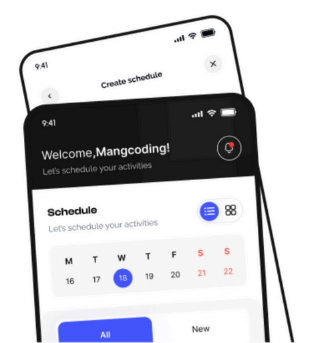 9:41
Create schedule
9:41
Welcome,Mangcoding!
Let's schedule your activities
Schedule
Let's schedule your activities
M T W T F S S
16 17 18 19 20 21 22
All New